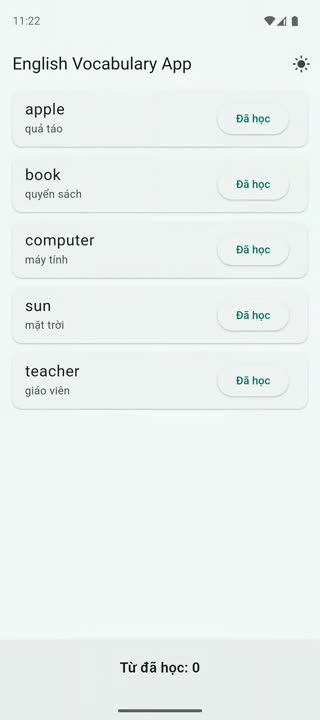 11:22
English Vocabulary App
apple
quả táo
Đã học
book
quyển sách
Đã học
computer
máy tính
Đã học
sun
mặt trời
Đã học
teacher
giáo viên
Đã học
Từ đã học: 0